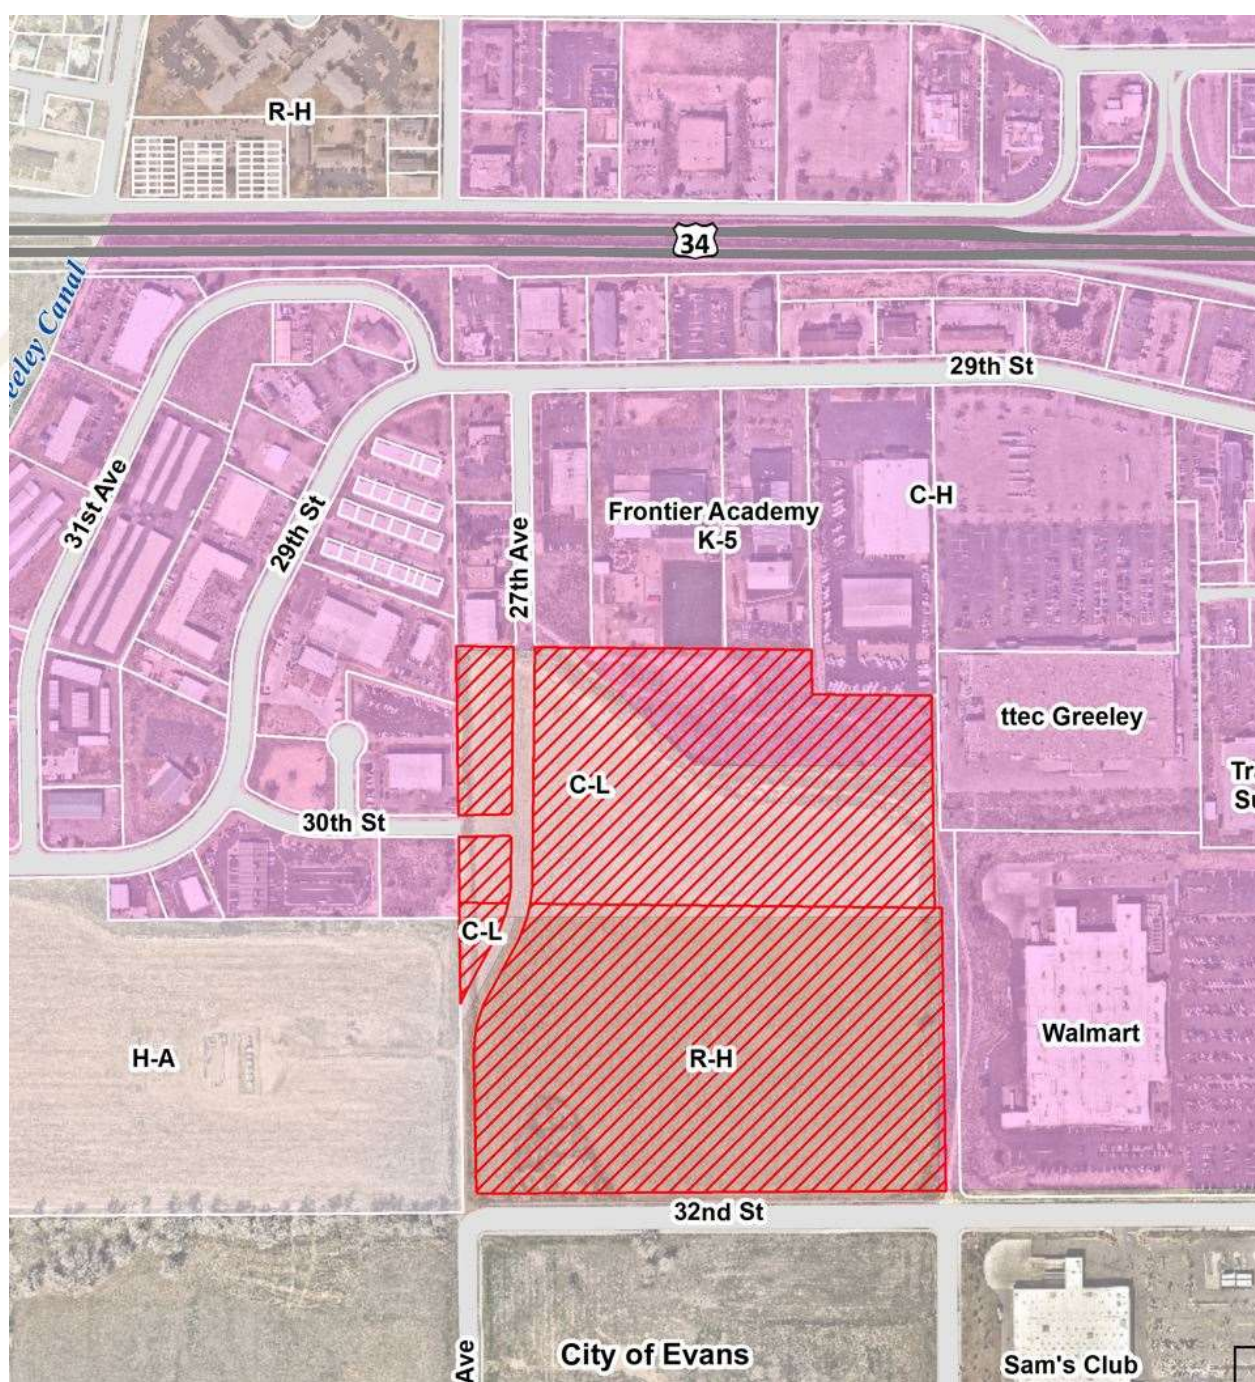 R-H
34
eeley Canal
29th St
31st Ave
29th St
27th Ave
Frontier Academy
K-5
C-H
ttec Greeley
C-L
30th St
C-L
H-A
R-H
Walmart
32nd St
Ave
City of Evans
Sam's Club